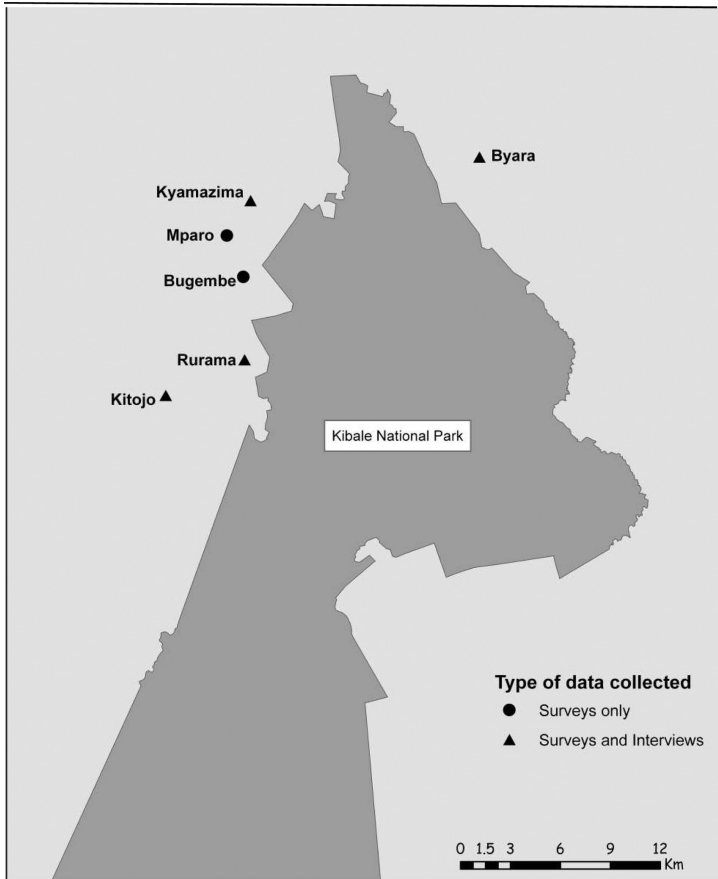 Byara
Kyamazima
Mparo
Bugembe
Rurama
Kitojo
Kibale National Park
Type of data collected
Surveys only
Surveys and Interviews
0 1.5 3 6 9 12
Km